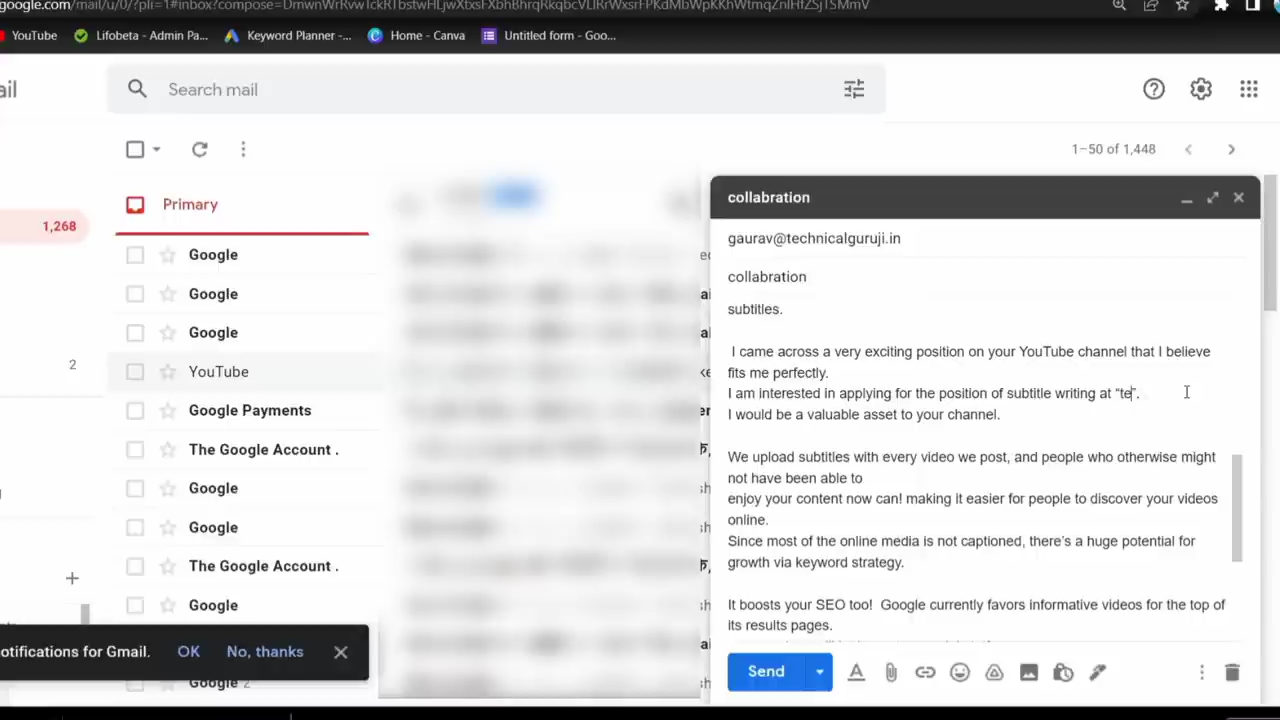 google.com/mail/u/0/?pli=1#inbox?compose=
YouTube Lifobeta - Admin Pa... Keyword Planner -... Home - Canva Untitled form - Goo...
ail
Search mail
1–50 of 1,448
Primary
1,268
Google
Google
Google
YouTube
2
Google Payments
The Google Account .
Google
Google
The Google Account .
Google
Google 2
otifications for Gmail. OK No, thanks
collabration
gaurav@technicalguruji.in
collabration
subtitles.
I came across a very exciting position on your YouTube channel that I believe
fits me perfectly.
I am interested in applying for the position of subtitle writing at “te”.
I would be a valuable asset to your channel.
We upload subtitles with every video we post, and people who otherwise might
not have been able to
enjoy your content now can! making it easier for people to discover your videos
online.
Since most of the online media is not captioned, there’s a huge potential for
growth via keyword strategy.
It boosts your SEO too!  Google currently favors informative videos for the top of
its results pages.
Send